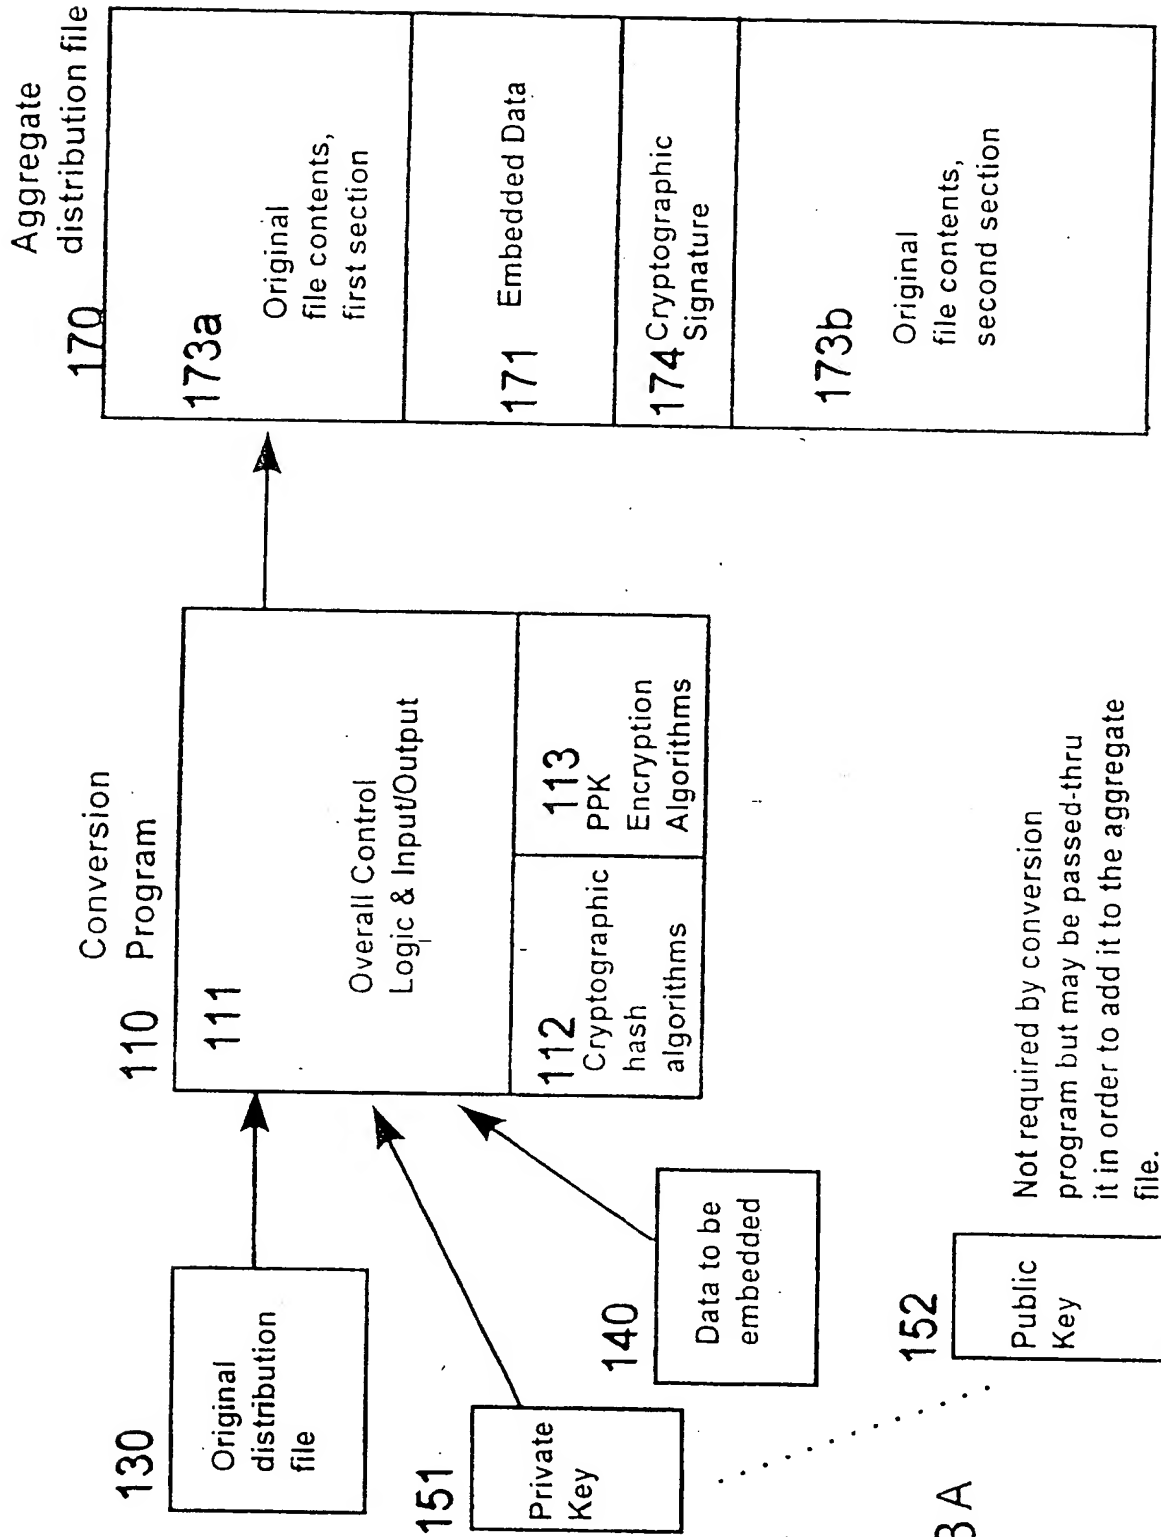 130
Original
distribution
file
151
Private
Key
140
Data to be
embedded
152
Public
Key
Not required by conversion
program but may be passed-thru
it in order to add it to the aggregate
file.
Conversion
110 Program
111
Overall Control
Logic & Input/Output
112
Cryptographic
hash
algorithms
113
PPK
Encryption
Algorithms
Aggregate
distribution file
170
173a
Original
file contents,
first section
171 Embedded Data
174 Cryptographic
Signature
173b
Original
file contents,
second section
3A